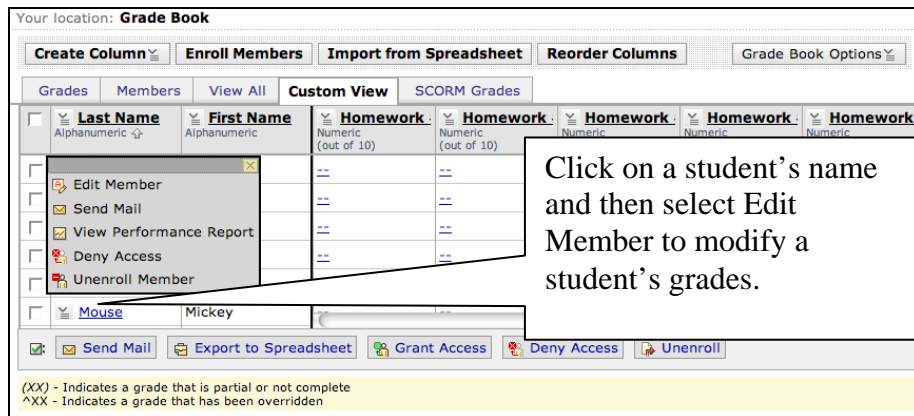 Your location: Grade Book
Create Column Enroll Members Import from Spreadsheet Reorder Columns Grade Book Options
Grades Members View All Custom View SCORM Grades
Last Name First Name Homework Homework Homework Homework Homework
Alphanumeric Alphanumeric Numeric Numeric Numeric Numeric Numeric
(out of 10) (out of 10)
Edit Member
Send Mail
View Performance Report
Deny Access
Unenroll Member
-- --
-- --
-- --
-- --
Click on a student's name
and then select Edit
Member to modify a
student's grades.
Mouse Mickey
Send Mail Export to Spreadsheet Grant Access Deny Access Unenroll
(XX) - Indicates a grade that is partial or not complete
^XX - Indicates a grade that has been overridden